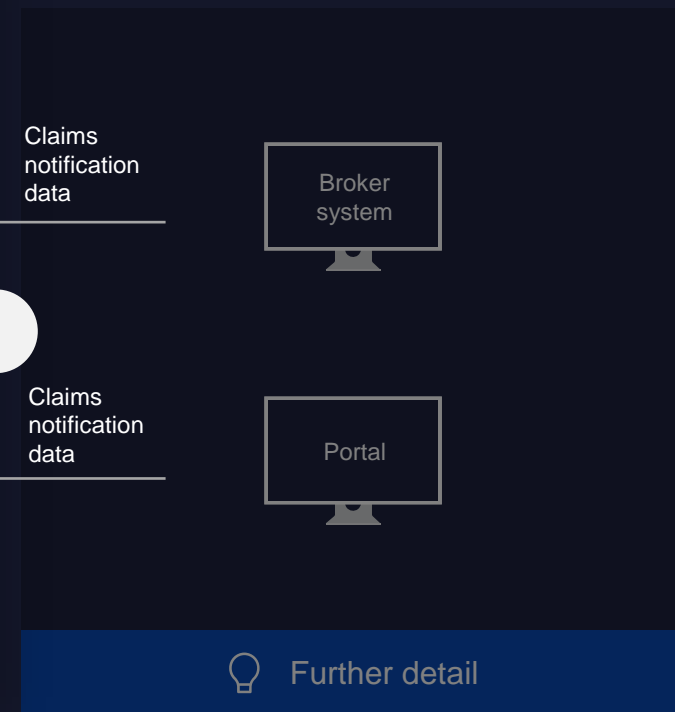 Claims
notification
data
Broker
system
Claims
notification
data
Portal
Further detail